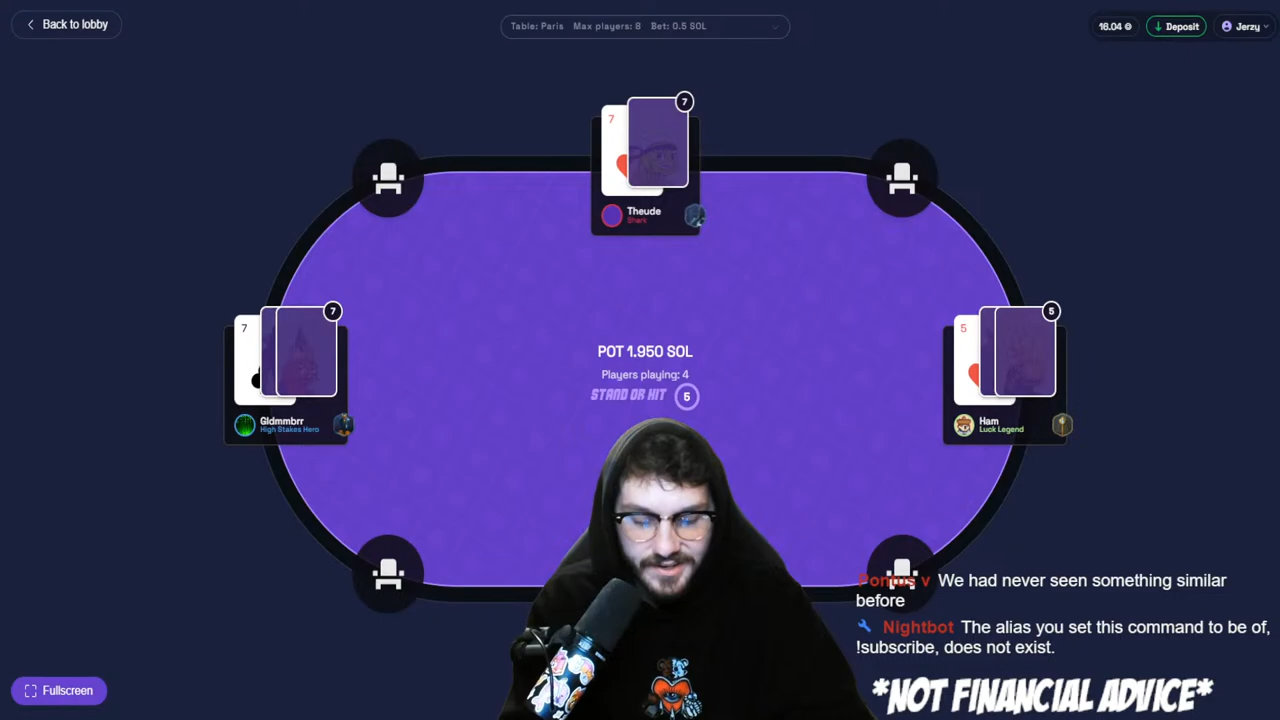 Back to lobby
Table: Paris Max players: 8 Bet: 0.5 SOL
16.04
Deposit
Jerzy
7
7
Theude
Shark
7
7
Gldmmbrr
High Stakes Hero
POT 1.950 SOL
Players playing: 4
STAND OR HIT 5
5
5
Ham
Luck Legend
Pontus v We had never seen something similar
before
Nightbot The alias you set this command to be of,
!subscribe, does not exist.
*NOT FINANCIAL ADVICE*
Fullscreen